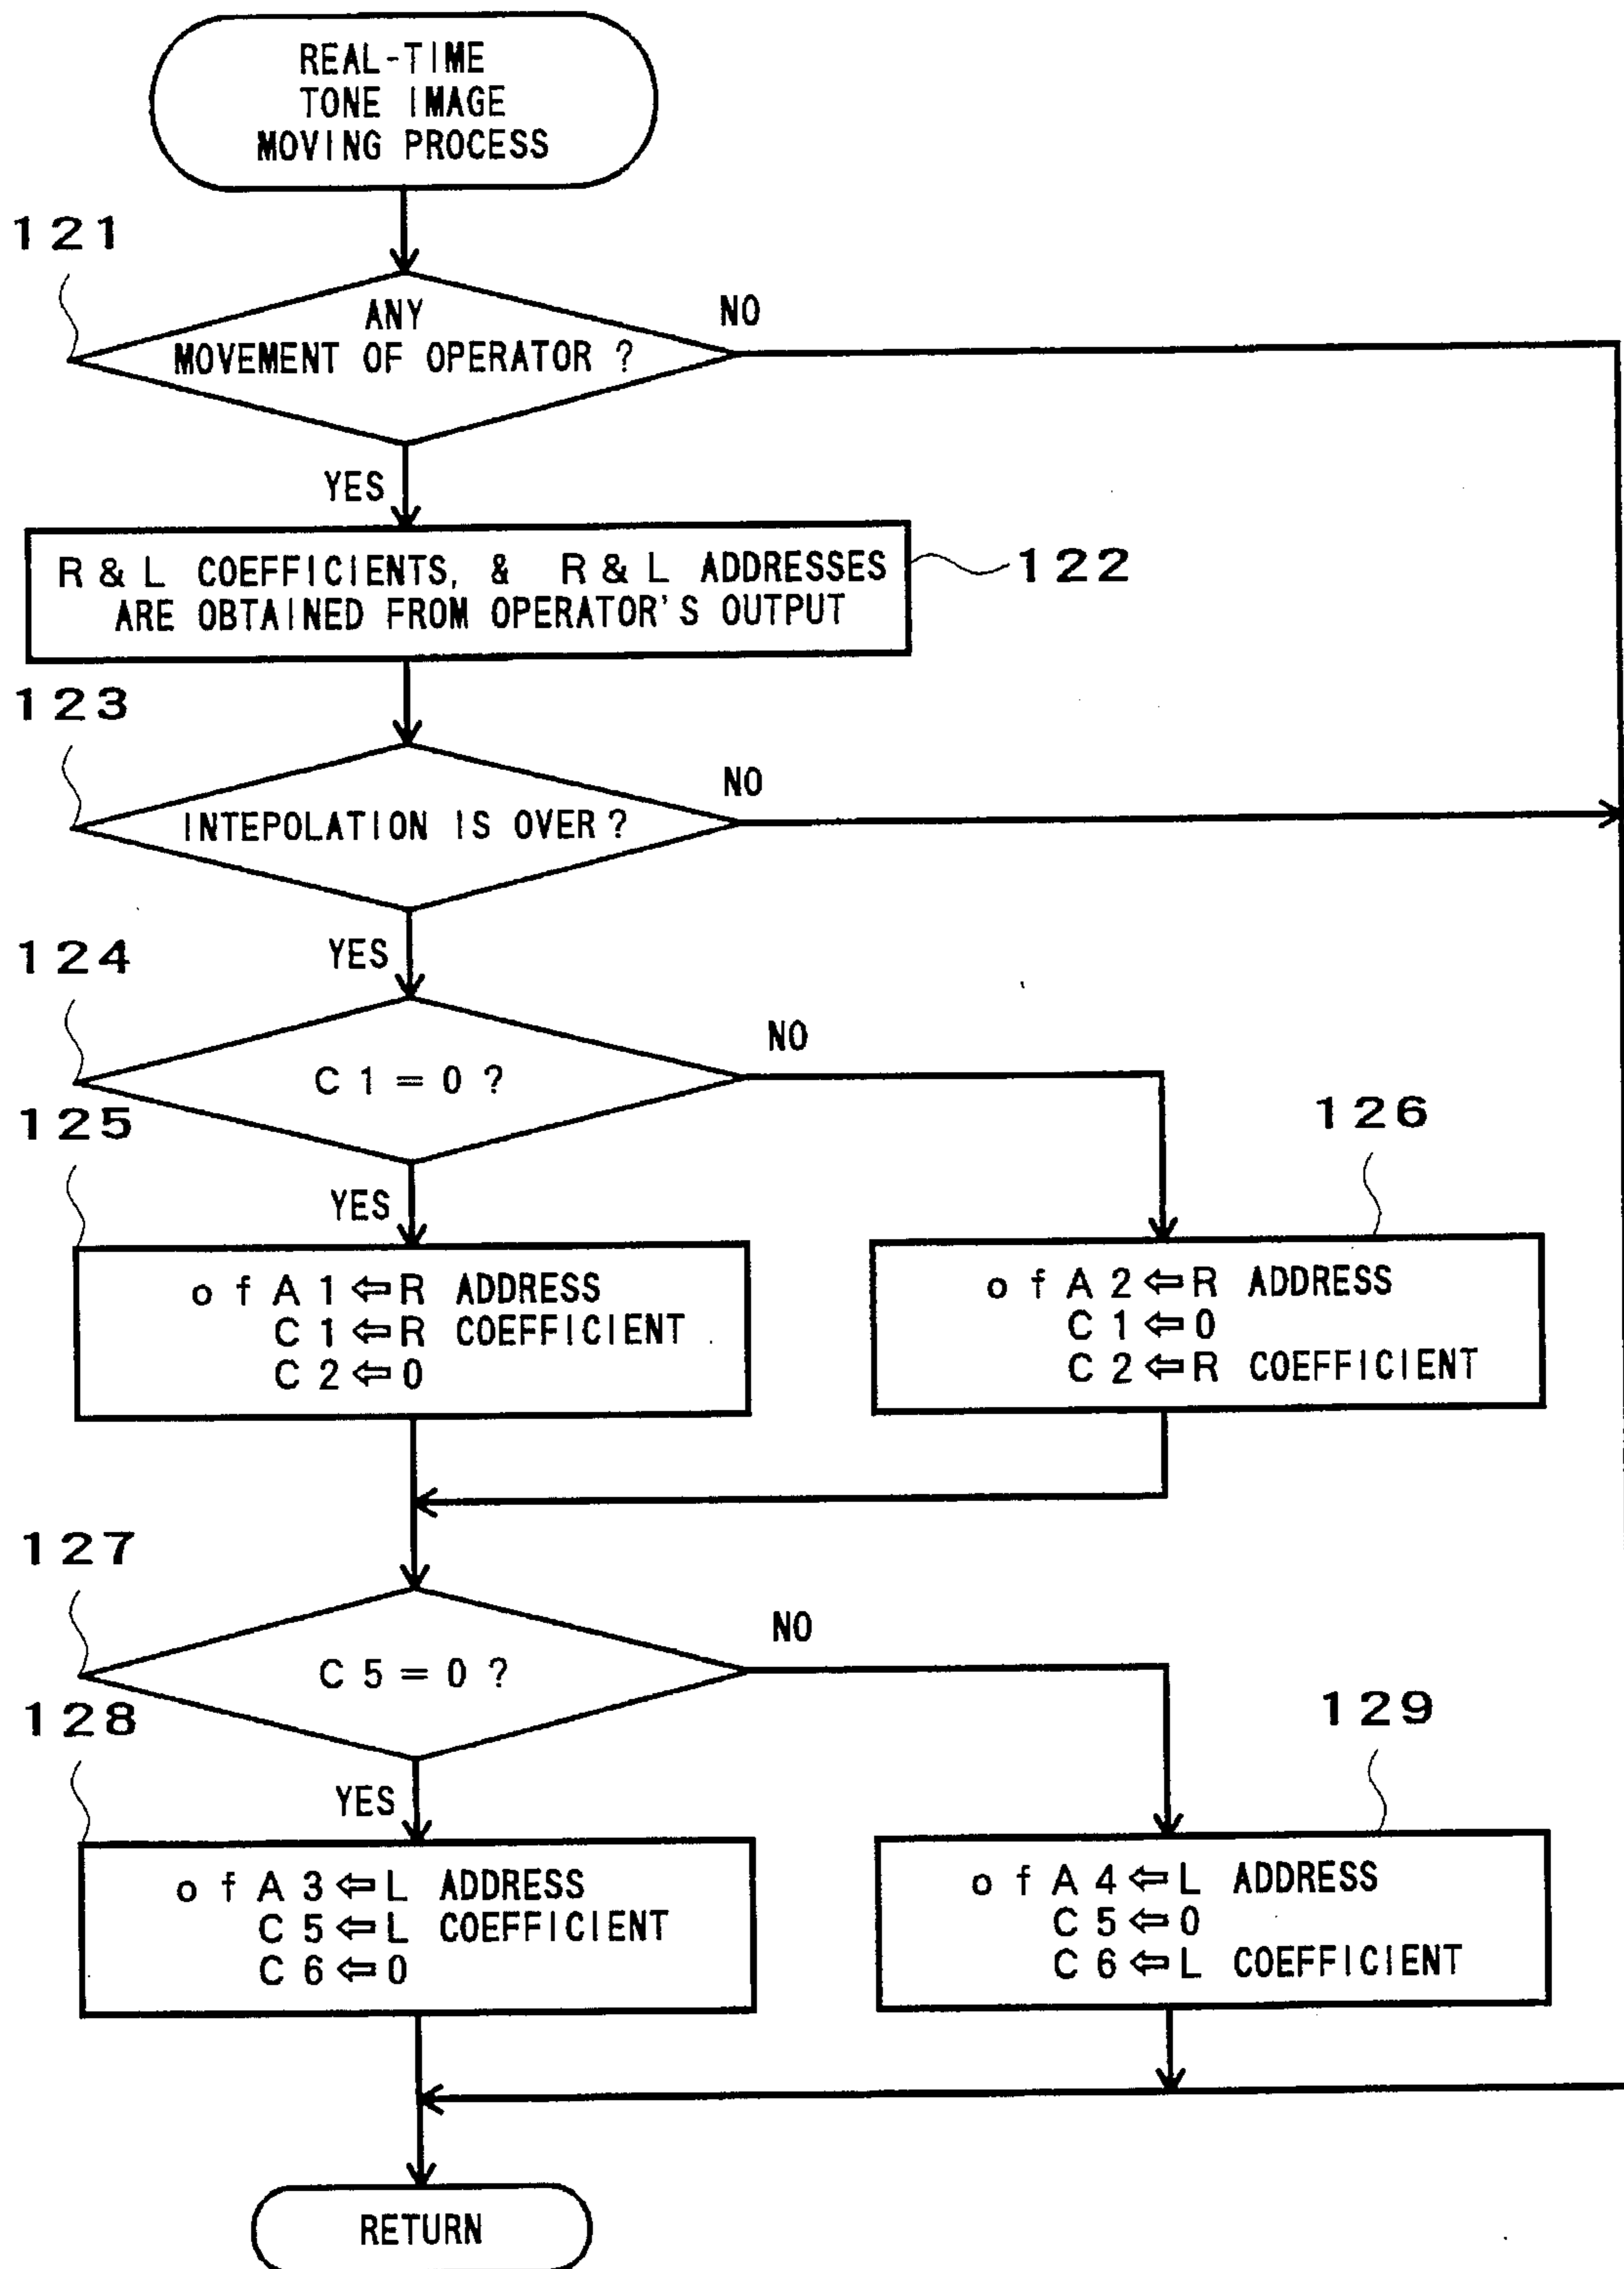 REAL-TIME
TONE IMAGE
MOVING PROCESS
121
ANY
MOVEMENT OF OPERATOR ?
NO
YES
R & L COEFFICIENTS, & R & L ADDRESSES
ARE OBTAINED FROM OPERATOR'S OUTPUT
122
123
INTEPOLATION IS OVER ?
NO
YES
124
C 1 = 0 ?
NO
YES
125
o f A 1 ⇦ R ADDRESS
C 1 ⇦ R COEFFICIENT
C 2 ⇦ 0
126
o f A 2 ⇦ R ADDRESS
C 1 ⇦ 0
C 2 ⇦ R COEFFICIENT
127
C 5 = 0 ?
NO
YES
128
o f A 3 ⇦ L ADDRESS
C 5 ⇦ L COEFFICIENT
C 6 ⇦ 0
129
o f A 4 ⇦ L ADDRESS
C 5 ⇦ 0
C 6 ⇦ L COEFFICIENT
RETURN